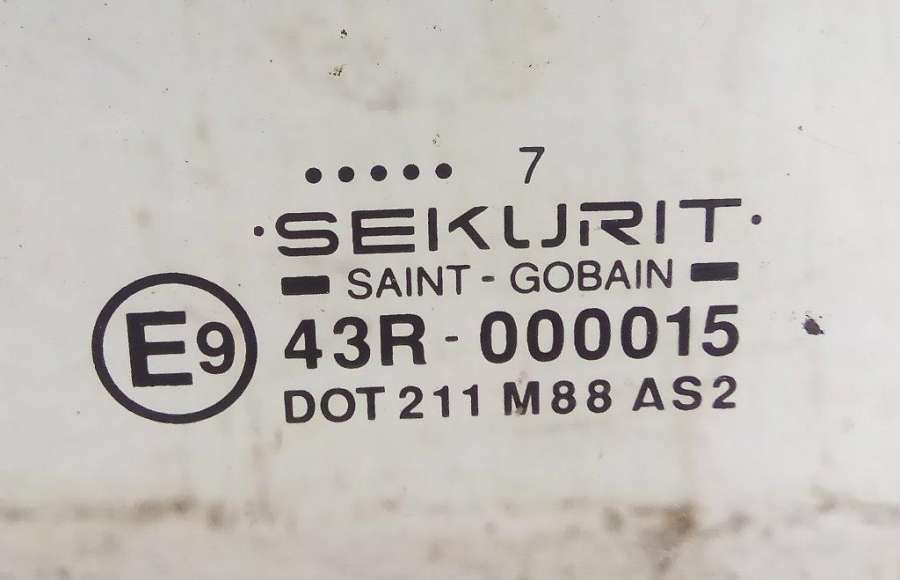 ••••• 7
·SEKURIT·
SAINT-GOBAIN
E9
43R-000015
DOT 211 M88 AS2